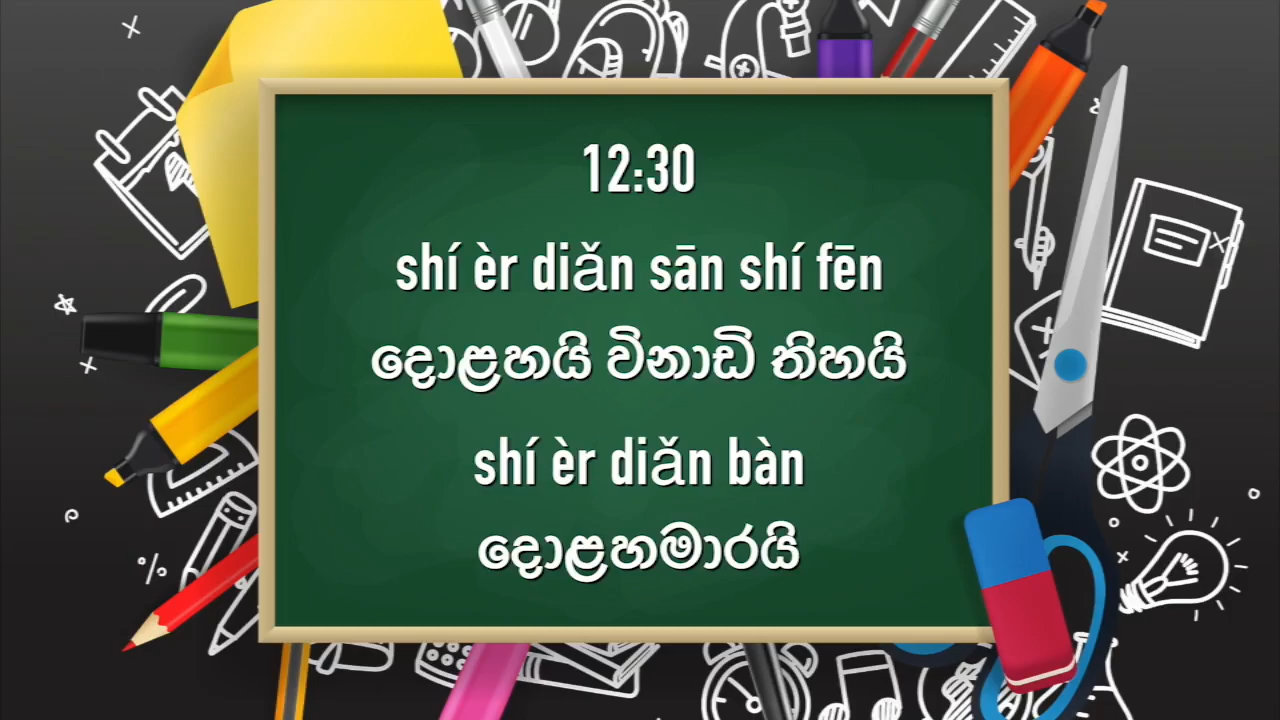 12:30
shí èr diǎn sān shí fēn
දොළහයි විනාඩි තිහයි
shí èr diǎn bàn
දොළහමාරයි